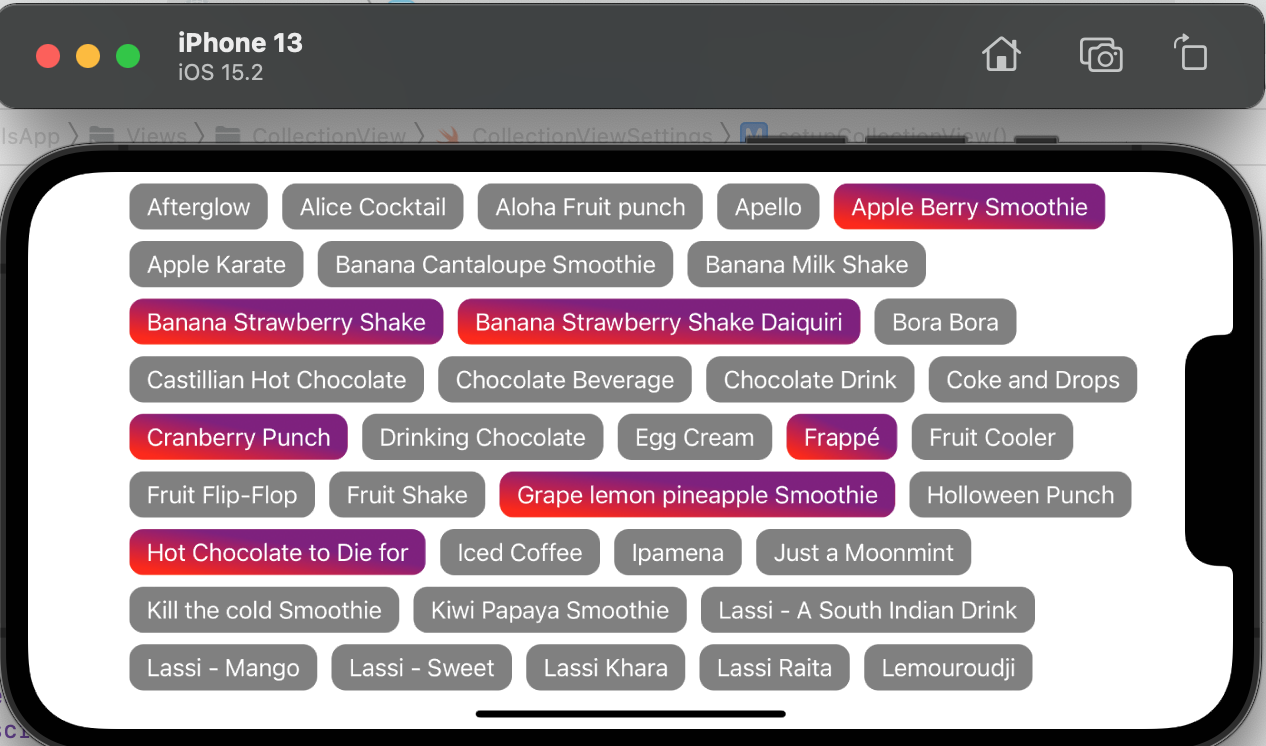 iPhone 13
iOS 15.2
lsApp Views CollectionView CollectionViewSettings M setupCollectionView()
Afterglow Alice Cocktail Aloha Fruit punch Apello Apple Berry Smoothie
Apple Karate Banana Cantaloupe Smoothie Banana Milk Shake
Banana Strawberry Shake Banana Strawberry Shake Daiquiri Bora Bora
Castillian Hot Chocolate Chocolate Beverage Chocolate Drink Coke and Drops
Cranberry Punch Drinking Chocolate Egg Cream Frappé Fruit Cooler
Fruit Flip-Flop Fruit Shake Grape lemon pineapple Smoothie Holloween Punch
Hot Chocolate to Die for Iced Coffee Ipamena Just a Moonmint
Kill the cold Smoothie Kiwi Papaya Smoothie Lassi - A South Indian Drink
Lassi - Mango Lassi - Sweet Lassi Khara Lassi Raita Lemouroudji